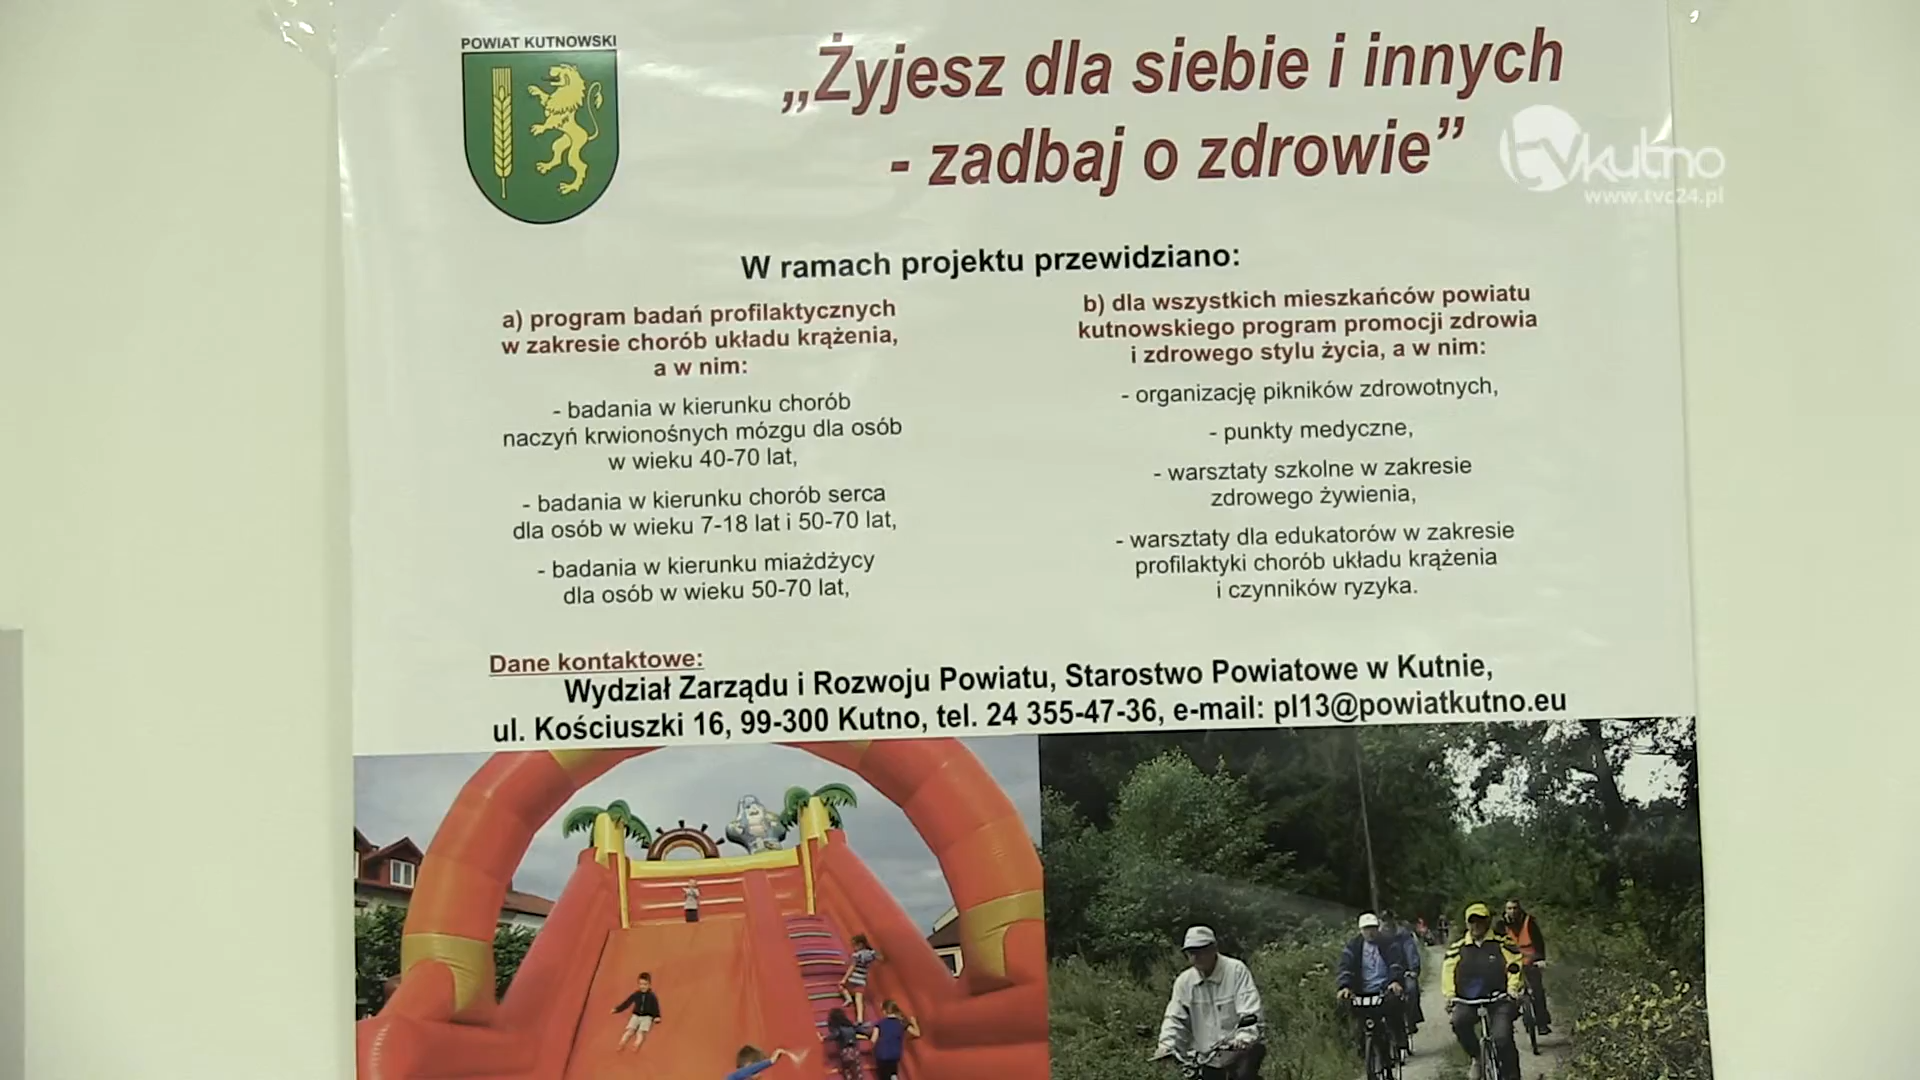 POWIAT KUTNOWSKI
„Żyjesz dla siebie i innych
- zadbaj o zdrowie”
tvkutno
www.tvc24.pl
W ramach projektu przewidziano:
a) program badań profilaktycznych
w zakresie chorób układu krążenia,
a w nim:
- badania w kierunku chorób
naczyń krwionośnych mózgu dla osób
w wieku 40-70 lat,
- badania w kierunku chorób serca
dla osób w wieku 7-18 lat i 50-70 lat,
- badania w kierunku miażdżycy
dla osób w wieku 50-70 lat,
b) dla wszystkich mieszkańców powiatu
kutnowskiego program promocji zdrowia
i zdrowego stylu życia, a w nim:
- organizację pikników zdrowotnych,
- punkty medyczne,
- warsztaty szkolne w zakresie
zdrowego żywienia,
- warsztaty dla edukatorów w zakresie
profilaktyki chorób układu krążenia
i czynników ryzyka.
Dane kontaktowe:
Wydział Zarządu i Rozwoju Powiatu, Starostwo Powiatowe w Kutnie,
ul. Kościuszki 16, 99-300 Kutno, tel. 24 355-47-36, e-mail: pl13@powiatkutno.eu